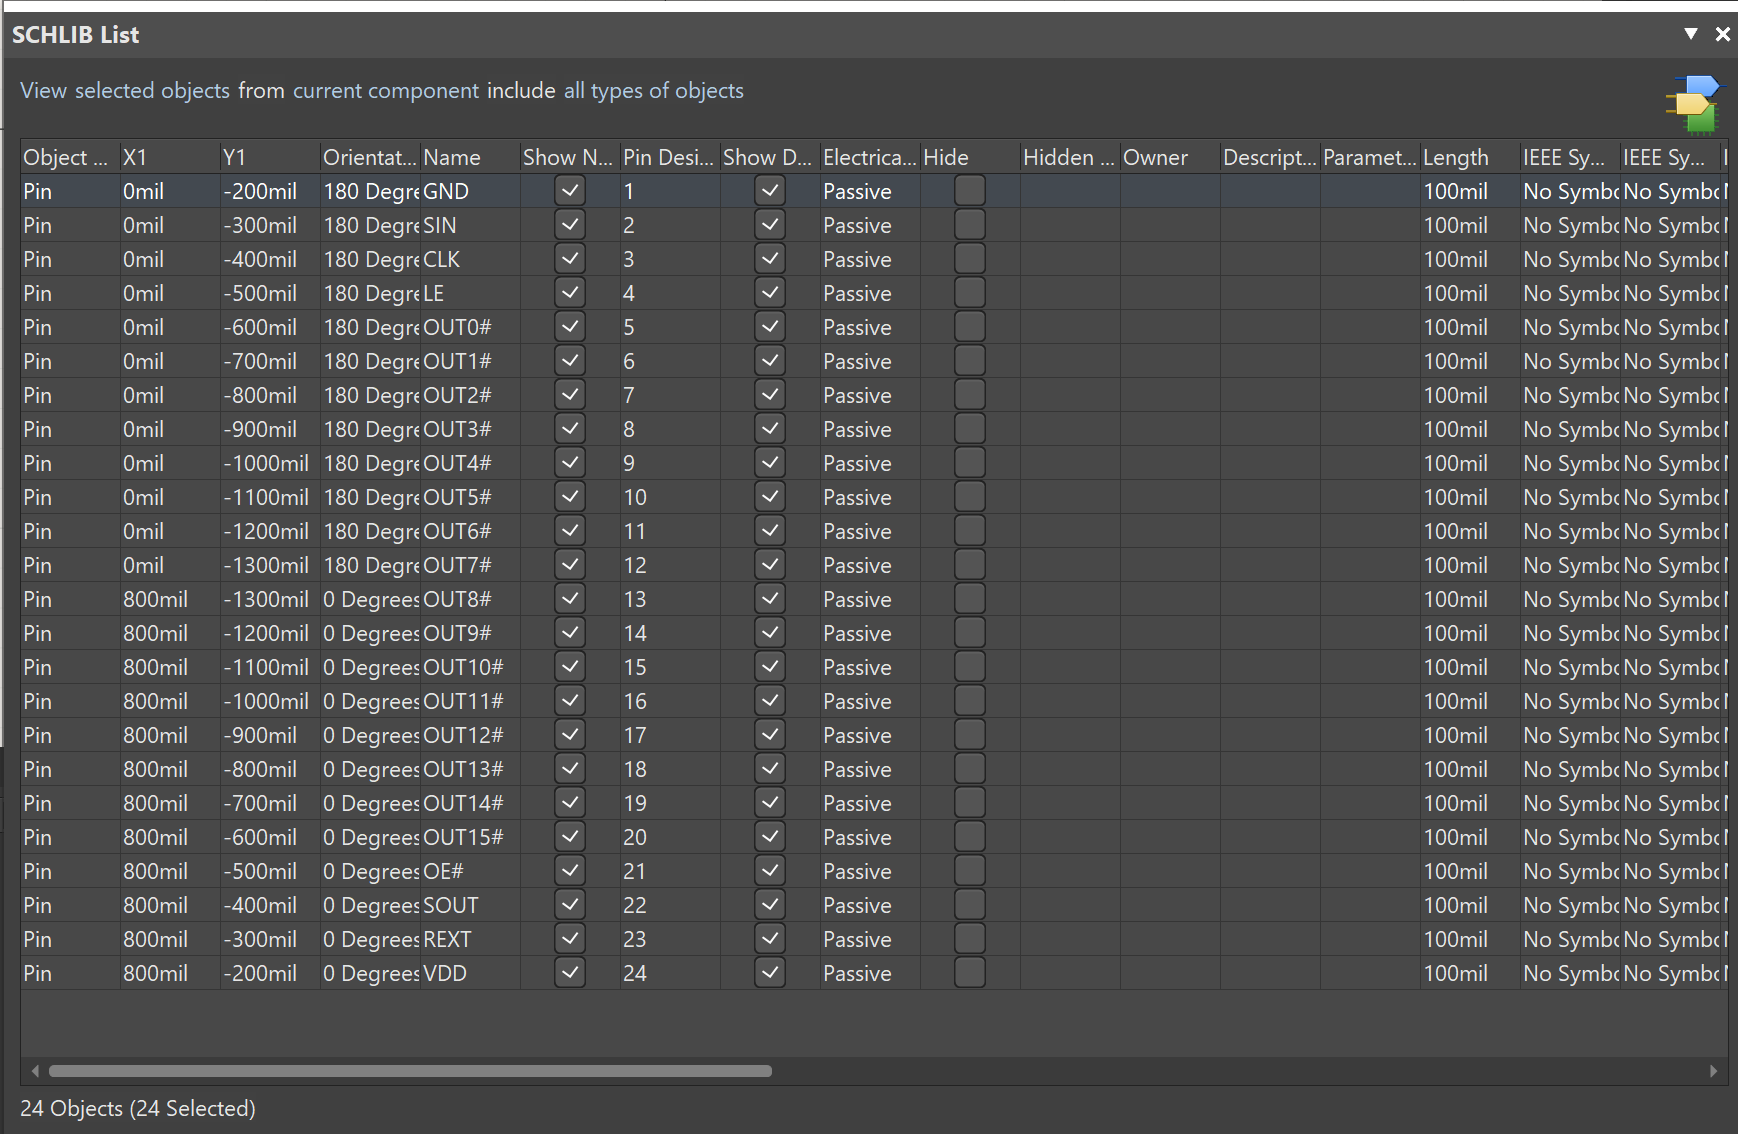 SCHLIB List
View selected objects from current component include all types of objects
Object ... X1 Y1 Orientat... Name Show N... Pin Desi... Show D... Electrica... Hide Hidden ... Owner Descript... Paramet... Length IEEE Sy... IEEE Sy...
Pin 0mil -200mil 180 Degre GND 1 Passive 100mil No Symbo No Symbo
Pin 0mil -300mil 180 Degre SIN 2 Passive 100mil No Symbo No Symbo
Pin 0mil -400mil 180 Degre CLK 3 Passive 100mil No Symbo No Symbo
Pin 0mil -500mil 180 Degre LE 4 Passive 100mil No Symbo No Symbo
Pin 0mil -600mil 180 Degre OUT0# 5 Passive 100mil No Symbo No Symbo
Pin 0mil -700mil 180 Degre OUT1# 6 Passive 100mil No Symbo No Symbo
Pin 0mil -800mil 180 Degre OUT2# 7 Passive 100mil No Symbo No Symbo
Pin 0mil -900mil 180 Degre OUT3# 8 Passive 100mil No Symbo No Symbo
Pin 0mil -1000mil 180 Degre OUT4# 9 Passive 100mil No Symbo No Symbo
Pin 0mil -1100mil 180 Degre OUT5# 10 Passive 100mil No Symbo No Symbo
Pin 0mil -1200mil 180 Degre OUT6# 11 Passive 100mil No Symbo No Symbo
Pin 0mil -1300mil 180 Degre OUT7# 12 Passive 100mil No Symbo No Symbo
Pin 800mil -1300mil 0 Degrees OUT8# 13 Passive 100mil No Symbo No Symbo
Pin 800mil -1200mil 0 Degrees OUT9# 14 Passive 100mil No Symbo No Symbo
Pin 800mil -1100mil 0 Degrees OUT10# 15 Passive 100mil No Symbo No Symbo
Pin 800mil -1000mil 0 Degrees OUT11# 16 Passive 100mil No Symbo No Symbo
Pin 800mil -900mil 0 Degrees OUT12# 17 Passive 100mil No Symbo No Symbo
Pin 800mil -800mil 0 Degrees OUT13# 18 Passive 100mil No Symbo No Symbo
Pin 800mil -700mil 0 Degrees OUT14# 19 Passive 100mil No Symbo No Symbo
Pin 800mil -600mil 0 Degrees OUT15# 20 Passive 100mil No Symbo No Symbo
Pin 800mil -500mil 0 Degrees OE# 21 Passive 100mil No Symbo No Symbo
Pin 800mil -400mil 0 Degrees SOUT 22 Passive 100mil No Symbo No Symbo
Pin 800mil -300mil 0 Degrees REXT 23 Passive 100mil No Symbo No Symbo
Pin 800mil -200mil 0 Degrees VDD 24 Passive 100mil No Symbo No Symbo
24 Objects (24 Selected)